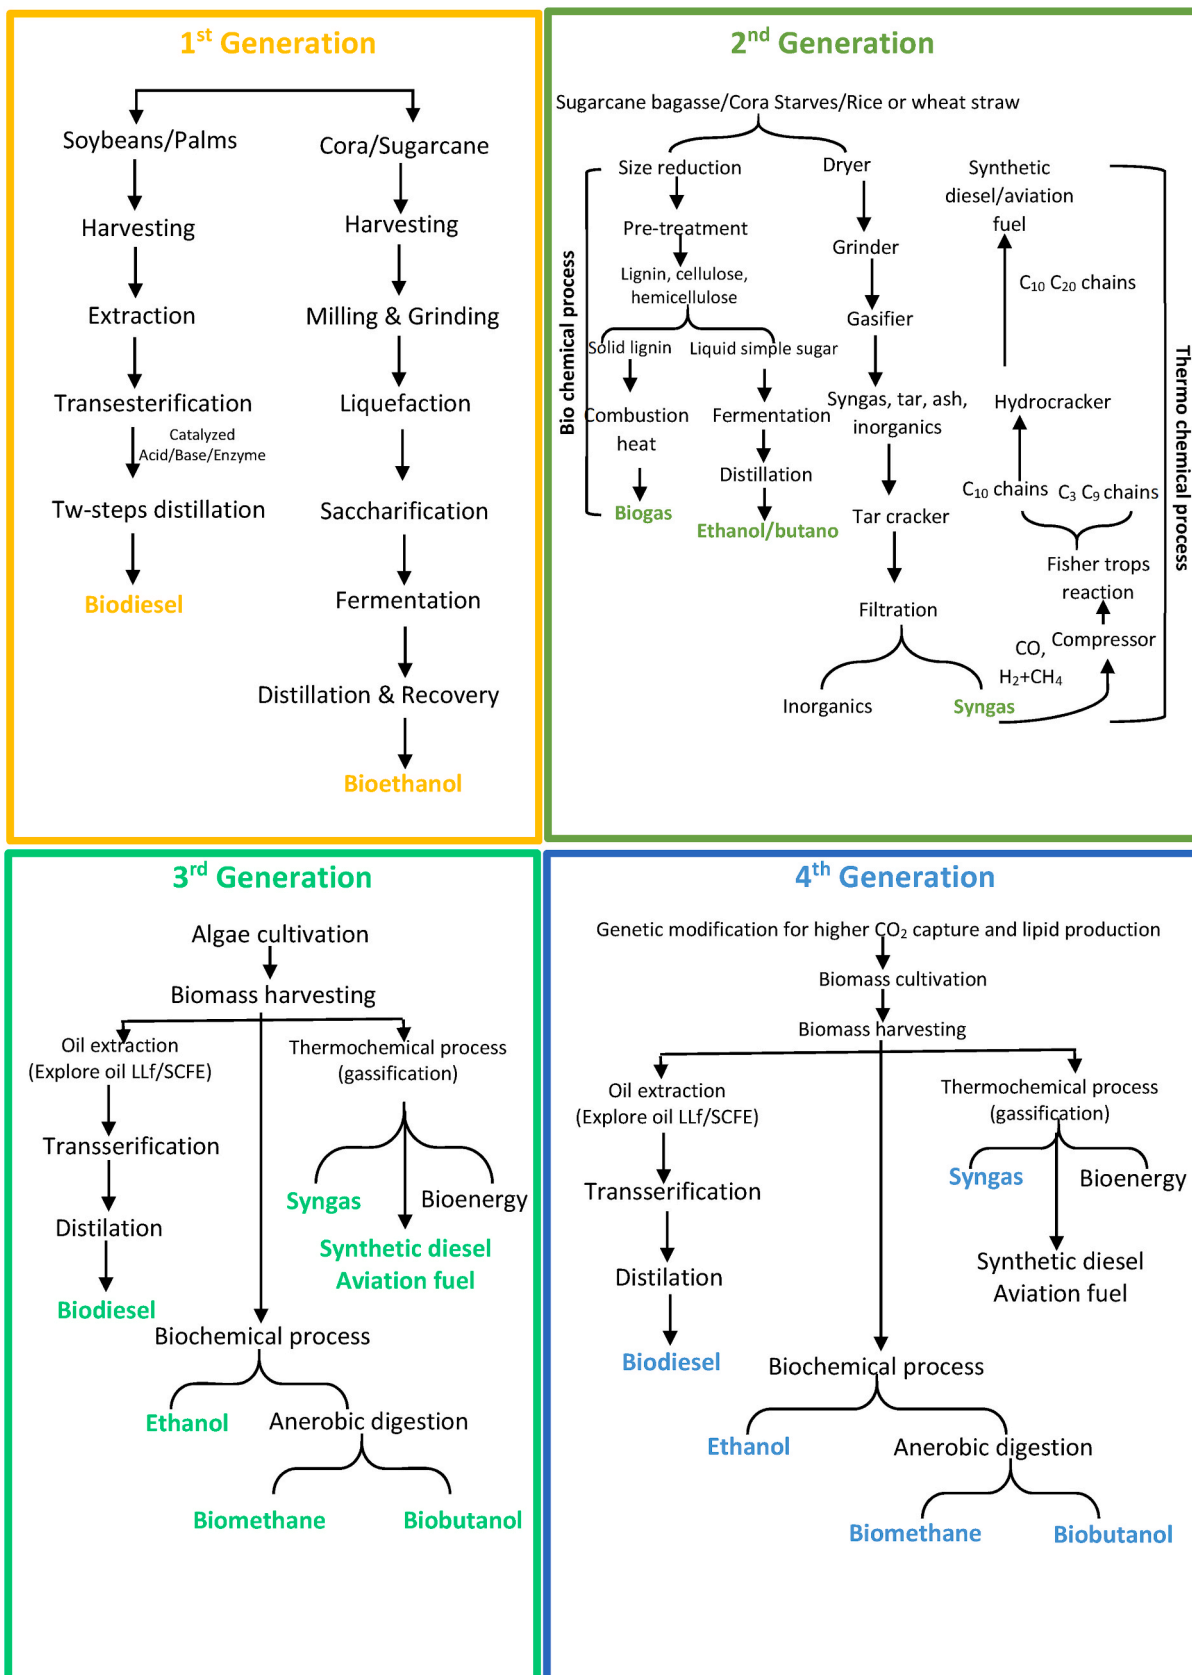 1st Generation
Soybeans/Palms
Harvesting
Extraction
Transesterification
Catalyzed
Acid/Base/Enzyme
Tw-steps distillation
Biodiesel
Cora/Sugarcane
Harvesting
Milling & Grinding
Liquefaction
Saccharification
Fermentation
Distillation & Recovery
Bioethanol
2nd Generation
Sugarcane bagasse/Cora Starves/Rice or wheat straw
Bio chemical process
Size reduction
Pre-treatment
Lignin, cellulose,
hemicellulose
Solid lignin
Combustion
heat
Biogas
Liquid simple sugar
Fermentation
Distillation
Ethanol/butano
Dryer
Grinder
Gasifier
Syngas, tar, ash,
inorganics
Tar cracker
Filtration
Inorganics
Syngas
CO,
H2+CH4
Compressor
Fisher trops
reaction
C10 chains
C3 C9 chains
Hydrocracker
C10 C20 chains
Synthetic
diesel/aviation
fuel
Thermo chemical process
3rd Generation
Algae cultivation
Biomass harvesting
Oil extraction
(Explore oil LLf/SCFE)
Transserification
Distilation
Biodiesel
Thermochemical process
(gassification)
Syngas
Bioenergy
Synthetic diesel
Aviation fuel
Biochemical process
Ethanol
Anerobic digestion
Biomethane
Biobutanol
4th Generation
Genetic modification for higher CO2 capture and lipid production
Biomass cultivation
Biomass harvesting
Oil extraction
(Explore oil LLf/SCFE)
Transserification
Distilation
Biodiesel
Thermochemical process
(gassification)
Syngas
Bioenergy
Synthetic diesel
Aviation fuel
Biochemical process
Ethanol
Anerobic digestion
Biomethane
Biobutanol